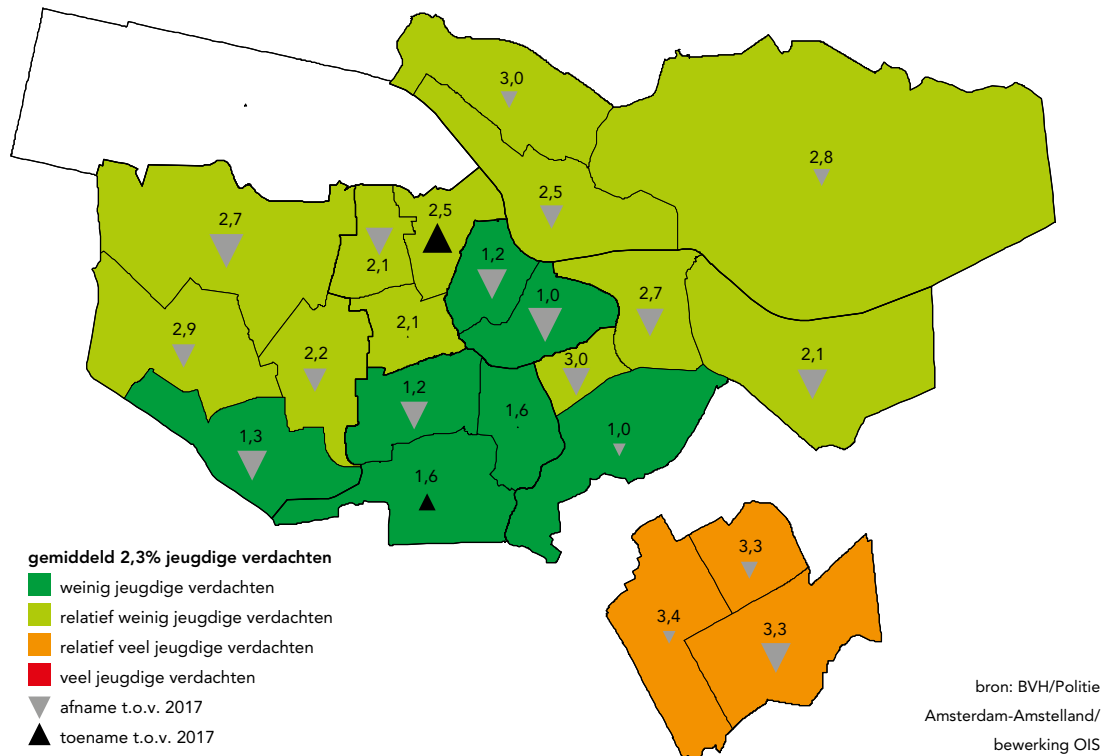 3,0
2,8
2,7
2,5
2,5
2,1
1,2
1,0
2,7
2,9
2,2
2,1
3,0
2,1
1,2
1,6
1,0
1,3
1,6
3,3
3,4
3,3
gemiddeld 2,3% jeugdige verdachten
weinig jeugdige verdachten
relatief weinig jeugdige verdachten
relatief veel jeugdige verdachten
veel jeugdige verdachten
afname t.o.v. 2017
toename t.o.v. 2017
bron: BVH/Politie
Amsterdam-Amstelland/
bewerking OIS